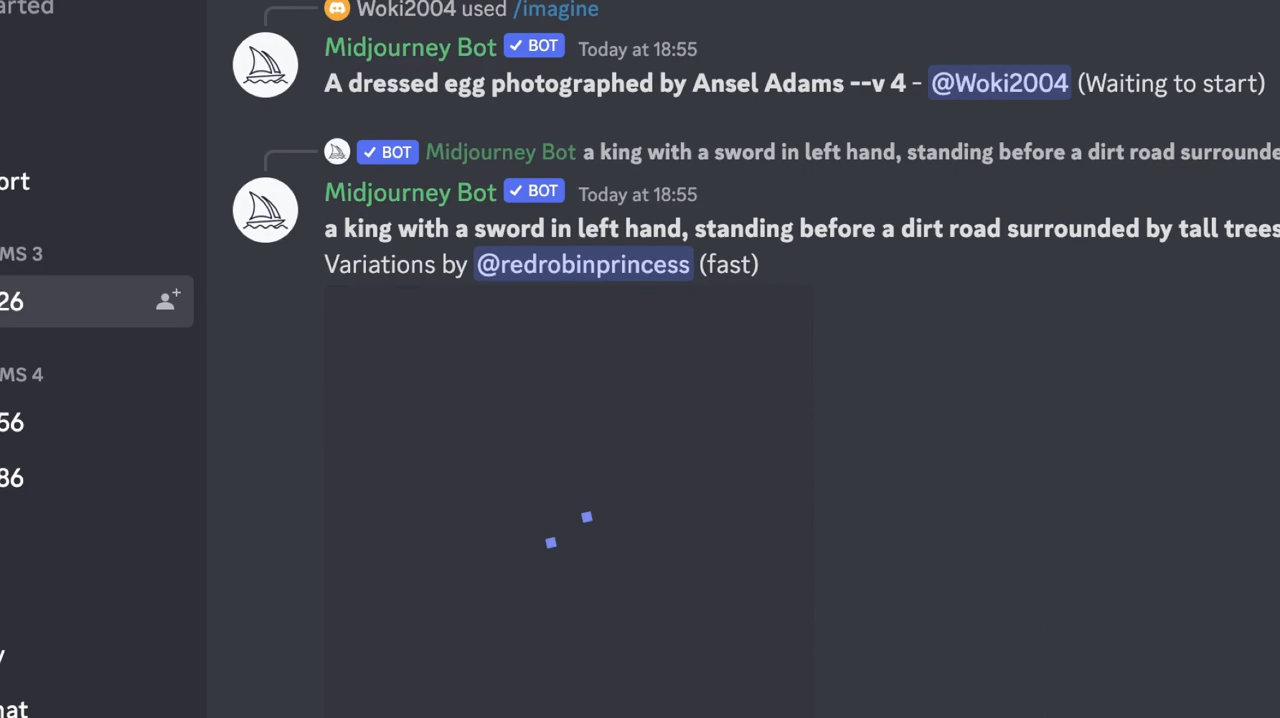 arted
ort
MS 3
26
MS 4
56
86
y
hat
Woki2004 used /imagine
Midjourney Bot ✓ BOT Today at 18:55
A dressed egg photographed by Ansel Adams --v 4 - @Woki2004 (Waiting to start)
✓ BOT Midjourney Bot a king with a sword in left hand, standing before a dirt road surrounde
Midjourney Bot ✓ BOT Today at 18:55
a king with a sword in left hand, standing before a dirt road surrounded by tall trees
Variations by @redrobinprincess (fast)